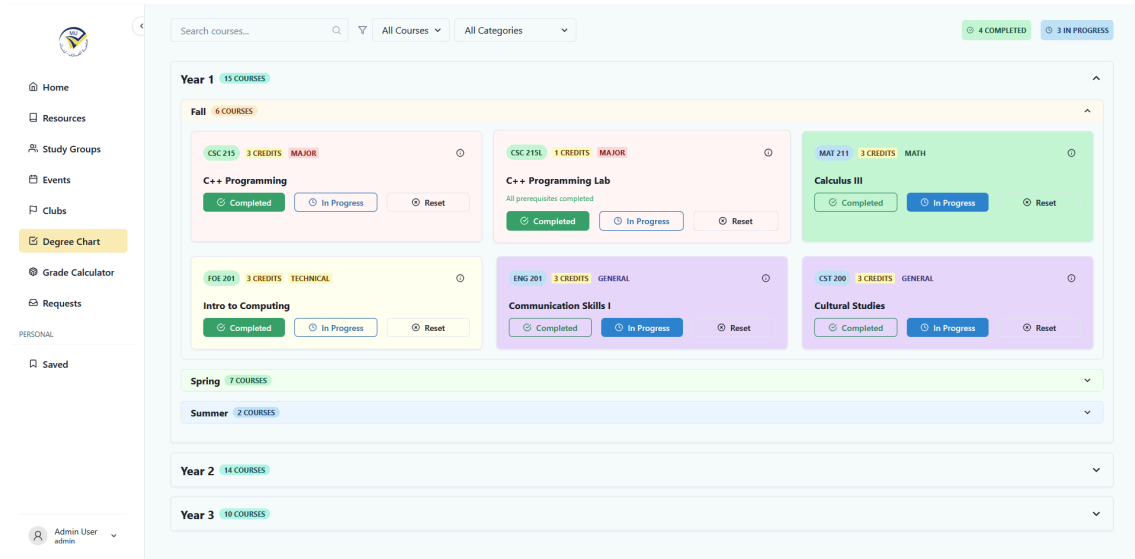 MU
Search courses...
All Courses
All Categories
4 COMPLETED
3 IN PROGRESS
Home
Resources
Study Groups
Events
Clubs
Degree Chart
Grade Calculator
Requests
PERSONAL
Saved
Admin User
admin
Year 1 15 COURSES
Fall 6 COURSES
CSC 215 3 CREDITS MAJOR
C++ Programming
Completed In Progress Reset
CSC 215L 1 CREDITS MAJOR
C++ Programming Lab
All prerequisites completed
Completed In Progress Reset
MAT 211 3 CREDITS MATH
Calculus III
Completed In Progress Reset
FOE 201 3 CREDITS TECHNICAL
Intro to Computing
Completed In Progress Reset
ENG 201 3 CREDITS GENERAL
Communication Skills I
Completed In Progress Reset
CST 200 3 CREDITS GENERAL
Cultural Studies
Completed In Progress Reset
Spring 7 COURSES
Summer 2 COURSES
Year 2 14 COURSES
Year 3 10 COURSES